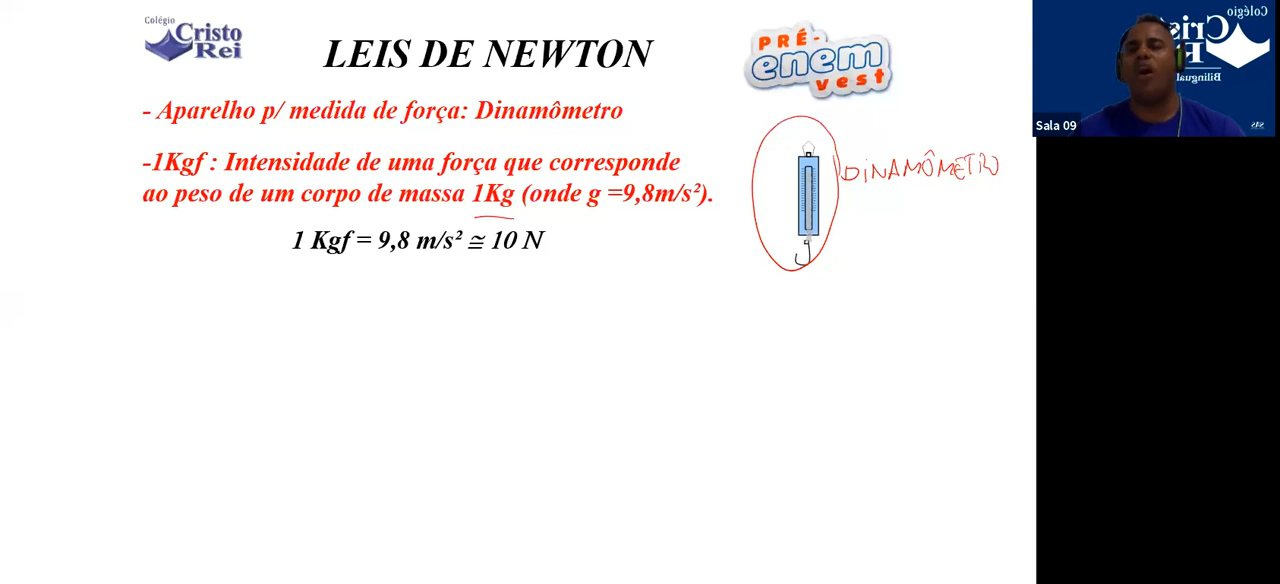 Colégio
Cristo
Rei
LEIS DE NEWTON
PRÉ-
enem
vest
- Aparelho p/ medida de força: Dinamômetro
-1Kgf : Intensidade de uma força que corresponde
ao peso de um corpo de massa 1Kg (onde g =9,8m/s²).
1 Kgf = 9,8 m/s² ≅ 10 N
DINAMÔMETRO
Colégio
Bilingual
SAS
Sala 09